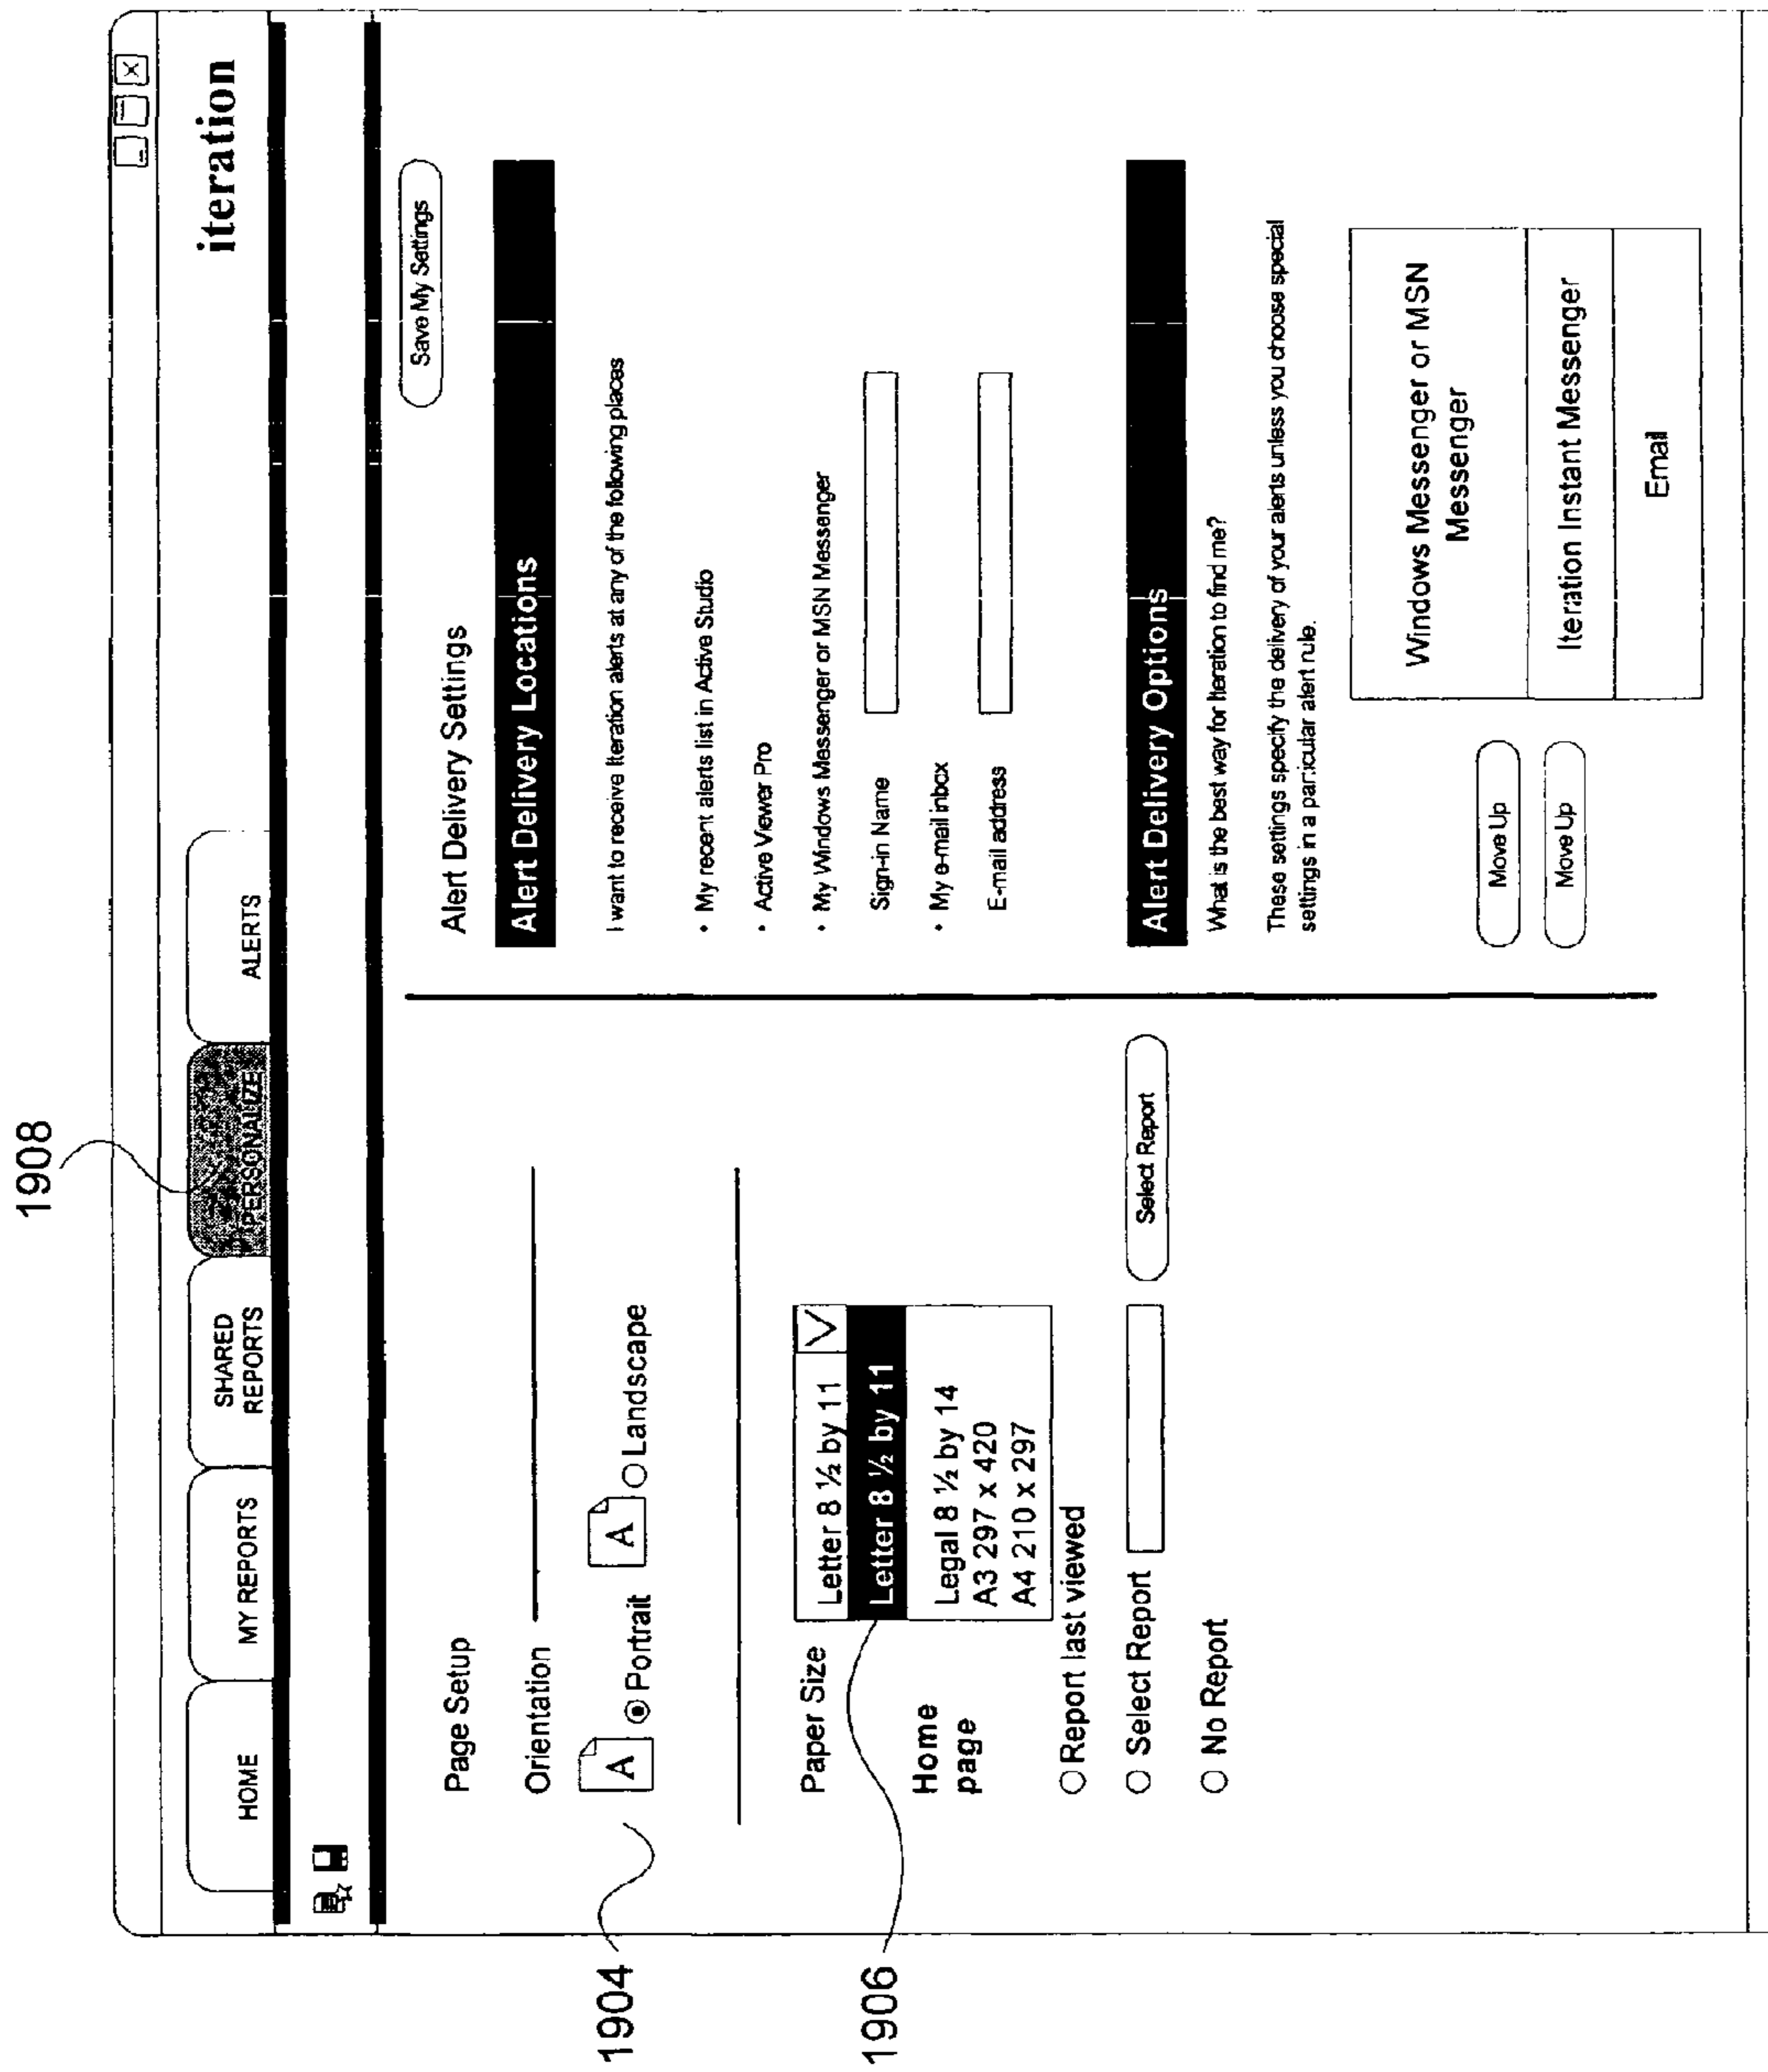 1908
iteration
HOME
MY REPORTS
SHARED
REPORTS
PERSONALIZE
ALERTS
Save My Settings
Page Setup
Orientation
1904
A
Portrait
A
Landscape
Paper Size
Letter 8 ½ by 11
Letter 8 ½ by 11
Legal 8 ½ by 14
A3 297 x 420
A4 210 x 297
1906
Home
page
Report last viewed
Select Report
Select Report
No Report
Alert Delivery Settings
Alert Delivery Locations
I want to receive Iteration alerts at any of the following places
• My recent alerts list in Active Studio
• Active Viewer Pro
• My Windows Messenger or MSN Messenger
Sign-in Name
• My e-mail inbox
E-mail address
Alert Delivery Options
What is the best way for Iteration to find me?
These settings specify the delivery of your alerts unless you choose special
settings in a particular alert rule.
Move Up
Move Up
Windows Messenger or MSN
Messenger
Iteration Instant Messenger
Email